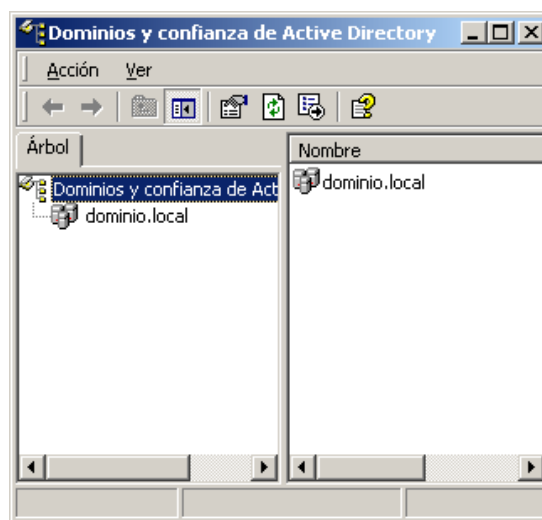 Dominios y confianza de Active Directory
Acción Ver
Árbol
Nombre
Dominios y confianza de Act
dominio.local
dominio.local